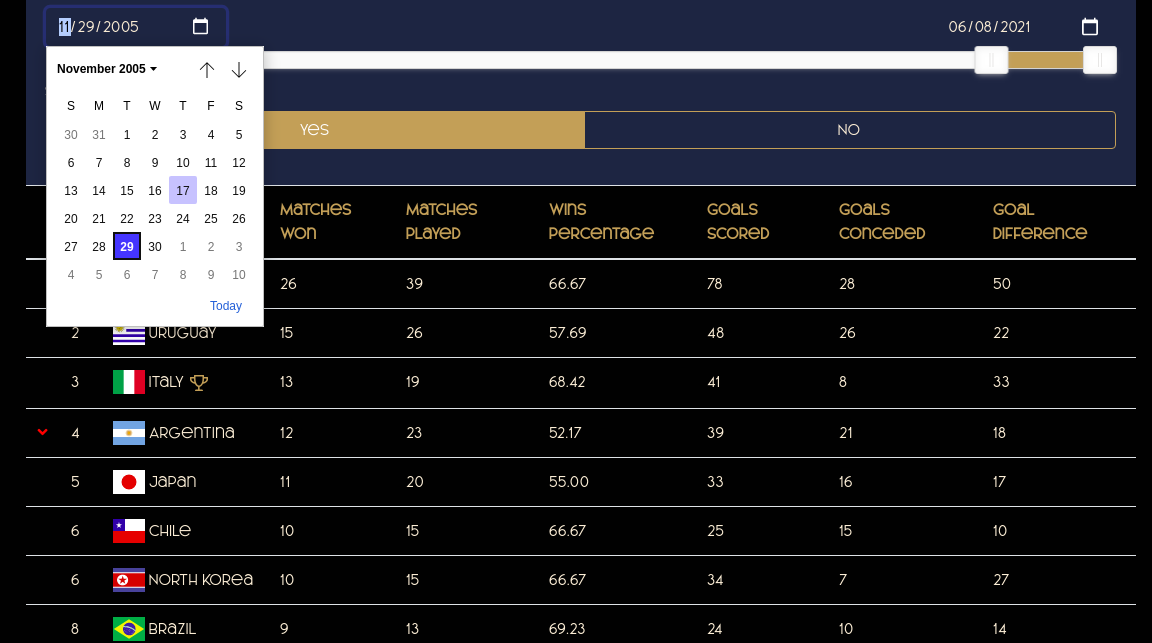 11/29/2005
06/08/2021
November 2005
S M T W T F S
30 31 1 2 3 4 5
6 7 8 9 10 11 12
13 14 15 16 17 18 19
20 21 22 23 24 25 26
27 28 29 30 1 2 3
4 5 6 7 8 9 10
Today
Yes NO
Matches Won Matches Played Wins Percentage Goals Scored Goals Conceded Goal Difference
26 39 66.67 78 28 50
2 Uruguay 15 26 57.69 48 26 22
3 Italy 13 19 68.42 41 8 33
4 Argentina 12 23 52.17 39 21 18
5 Japan 11 20 55.00 33 16 17
6 Chile 10 15 66.67 25 15 10
6 North Korea 10 15 66.67 34 7 27
8 Brazil 9 13 69.23 24 10 14